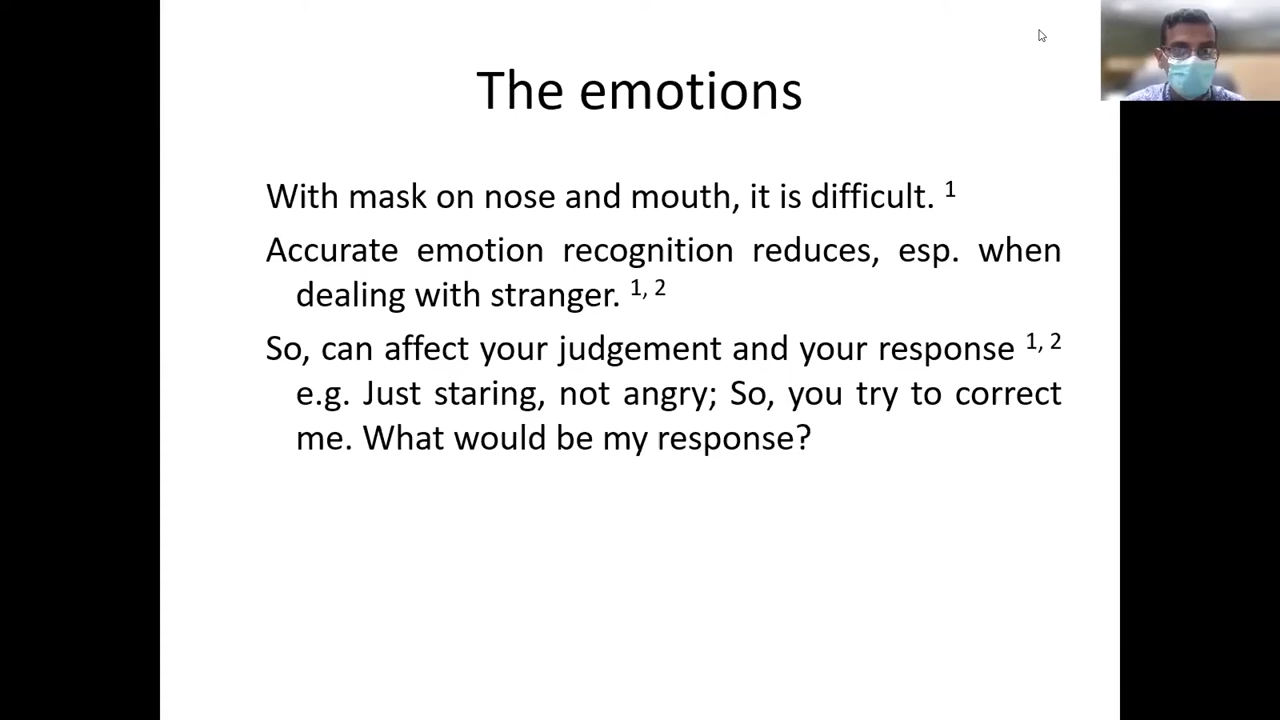 The emotions
With mask on nose and mouth, it is difficult. 1
Accurate emotion recognition reduces, esp. when
dealing with stranger. 1, 2
So, can affect your judgement and your response 1, 2
e.g. Just staring, not angry; So, you try to correct
me. What would be my response?